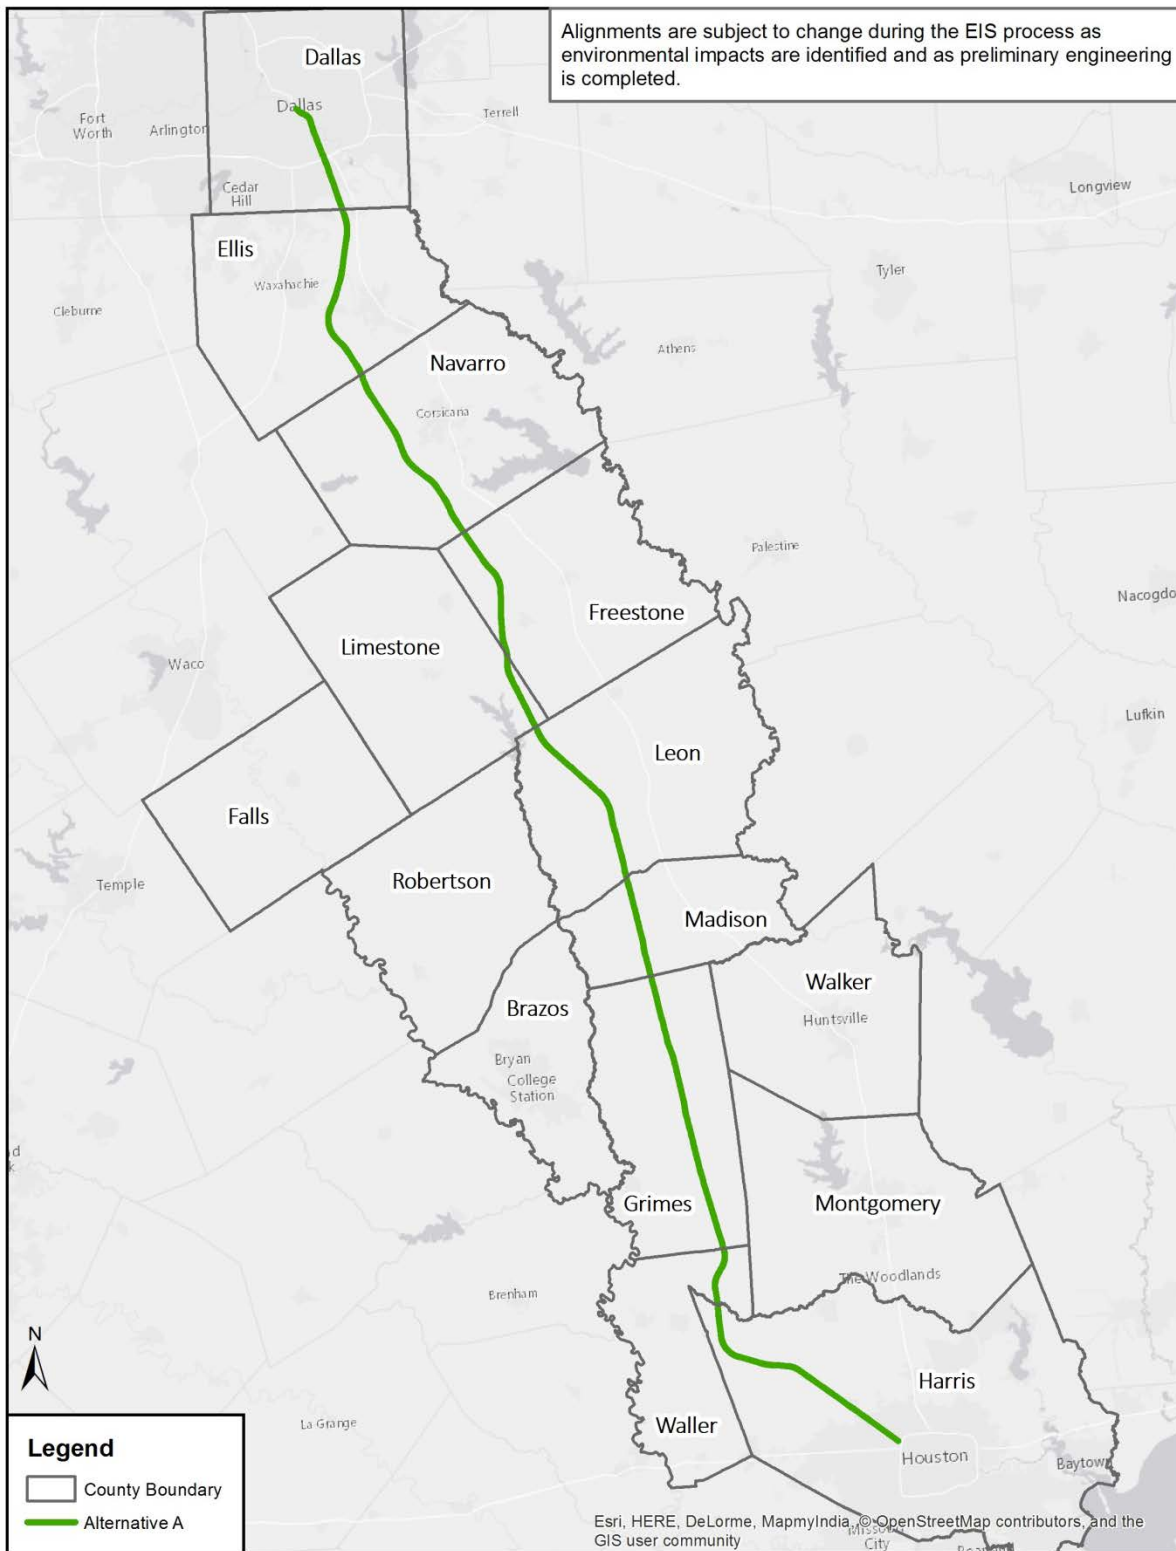 Alignments are subject to change during the EIS process as
environmental impacts are identified and as preliminary engineering
is completed.
Dallas
Dallas
Fort
Worth
Arlington
Terrell
Cedar
Hill
Longview
Ellis
Waxahachie
Tyler
Cleburne
Navarro
Athens
Corsicana
Palestine
Nacogdo
Freestone
Limestone
Waco
Lufkin
Leon
Falls
Temple
Robertson
Madison
Walker
Huntsville
Brazos
Bryan
College
Station
Grimes
Montgomery
The Woodlands
Brenham
N
Harris
La Grange
Waller
Houston
Baytown
Legend
County Boundary
Alternative A
Esri, HERE, DeLorme, MapmyIndia, © OpenStreetMap contributors, and the
GIS user community
City